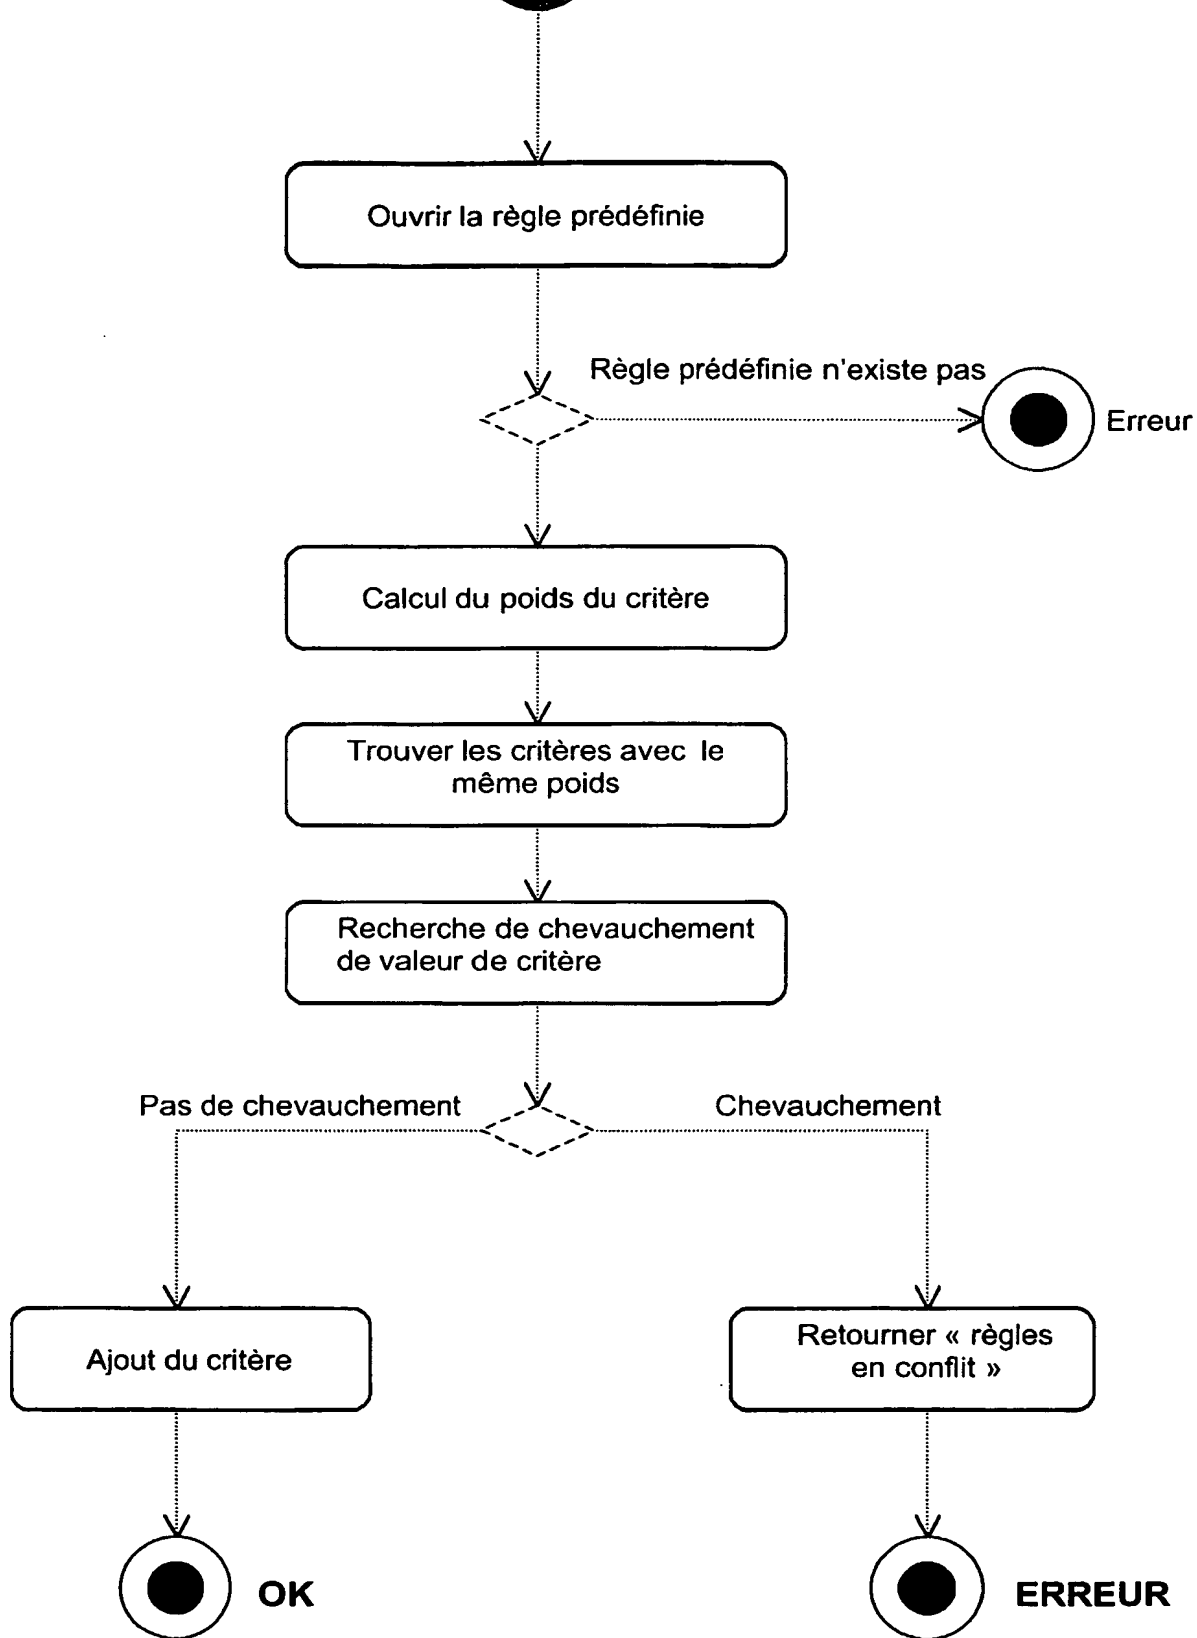 Ouvrir la règle prédéfinie
Règle prédéfinie n'existe pas
Erreur
Calcul du poids du critère
Trouver les critères avec le
même poids
Recherche de chevauchement
de valeur de critère
Pas de chevauchement
Chevauchement
Ajout du critère
Retourner « règles
en conflit »
OK
ERREUR